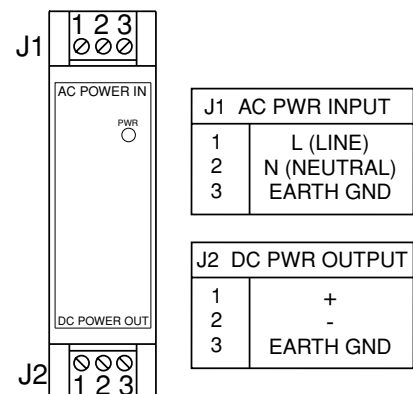 J1
1 2 3
AC POWER IN
PWR
DC POWER OUT
J2
1 2 3
J1 AC PWR INPUT
1 L (LINE)
2 N (NEUTRAL)
3 EARTH GND
J2 DC PWR OUTPUT
1 +
2 -
3 EARTH GND